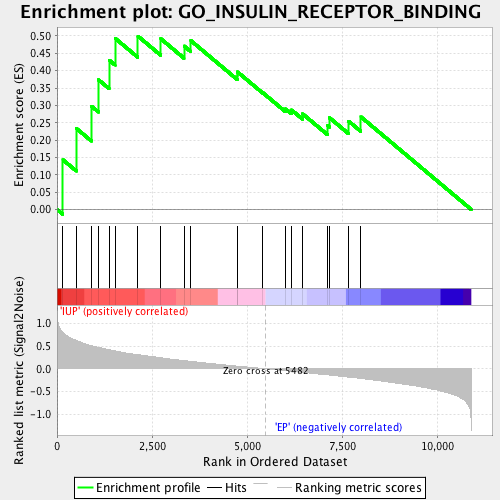 Enrichment plot: GO_INSULIN_RECEPTOR_BINDING
Enrichment score (ES)
0.50
0.45
0.40
0.35
0.30
0.25
0.20
0.15
0.10
0.05
0.00
'IUP' (positively correlated)
Ranked list metric (Signal2Noise)
1.0
0.5
0.0
-0.5
-1.0
Zero cross at 5482
'EP' (negatively correlated)
0 2,500 5,000 7,500 10,000
Rank in Ordered Dataset
Enrichment profile Hits Ranking metric scores